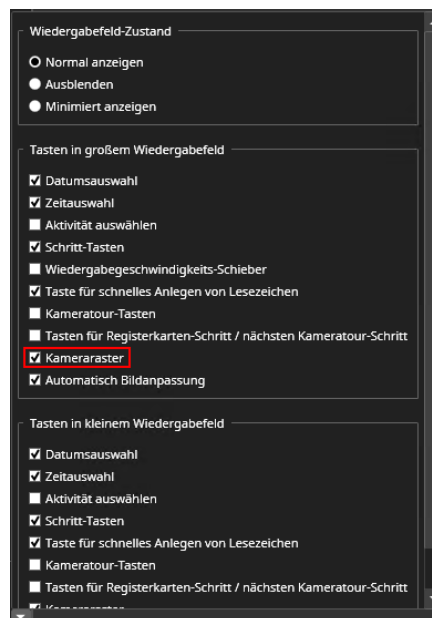 Wiedergabefeld-Zustand
Normal anzeigen
Ausblenden
Minimiert anzeigen
Tasten in großem Wiedergabefeld
Datumsauswahl
Zeitauswahl
Aktivität auswählen
Schritt-Tasten
Wiedergabegeschwindigkeits-Schieber
Taste für schnelles Anlegen von Lesezeichen
Kameratour-Tasten
Tasten für Registerkarten-Schritt / nächsten Kameratour-Schritt
Kameraraster
Automatisch Bildanpassung
Tasten in kleinem Wiedergabefeld
Datumsauswahl
Zeitauswahl
Aktivität auswählen
Schritt-Tasten
Taste für schnelles Anlegen von Lesezeichen
Kameratour-Tasten
Tasten für Registerkarten-Schritt / nächsten Kameratour-Schritt
Kameraraster